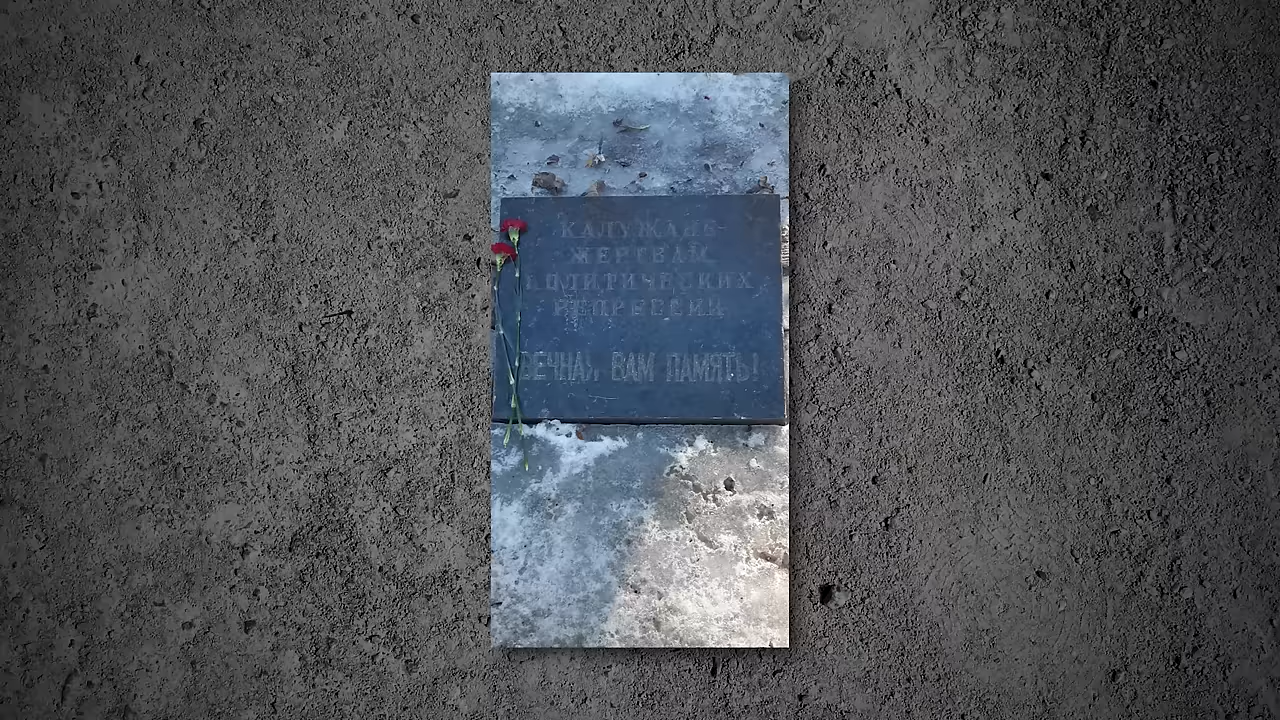 КАЛУЖАНЕ-
ЖЕРТВАМ
ПОЛИТИЧЕСКИХ
РЕПРЕССИЙ
ВЕЧНАЯ ВАМ ПАМЯТЬ!